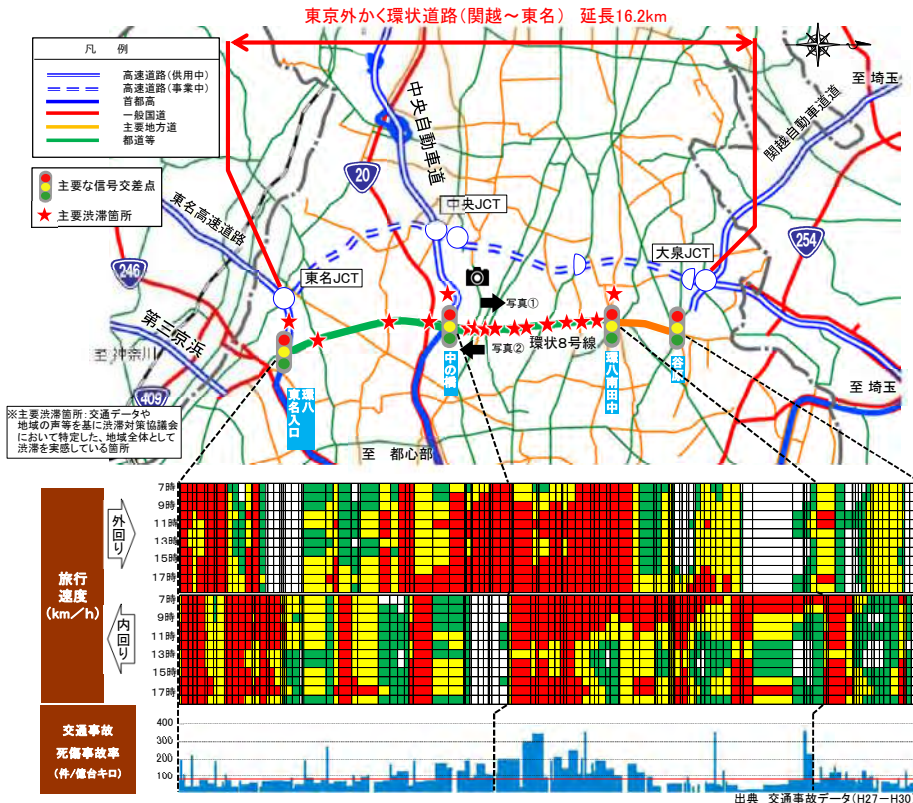 東京外かく環状道路(関越～東名) 延長16.2km
凡 例
高速道路(供用中)
高速道路(事業中)
首都高
一般国道
主要地方道
都道等
主要な信号交差点
主要渋滞箇所
至 埼玉
関越自動車道
中央自動車道
20
中央JCT
東名高速道路
254
大泉JCT
246
東名JCT
写真①
第三京浜
環状8号線
写真②
至 神奈川
中の橋
環八南田中
至 埼玉
409
環八
東名入口
※主要渋滞箇所:交通データや
地域の声等を基に渋滞対策協議会
において特定した、地域全体として
渋滞を実感している箇所
至 都心部
旅行
速度
(km/h)
外回り
7時
9時
11時
13時
15時
17時
内回り
7時
9時
11時
13時
15時
17時
交通事故
死傷事故率
(件/億台キロ)
400
300
200
100
出典 交通事故データ(H27－H30)